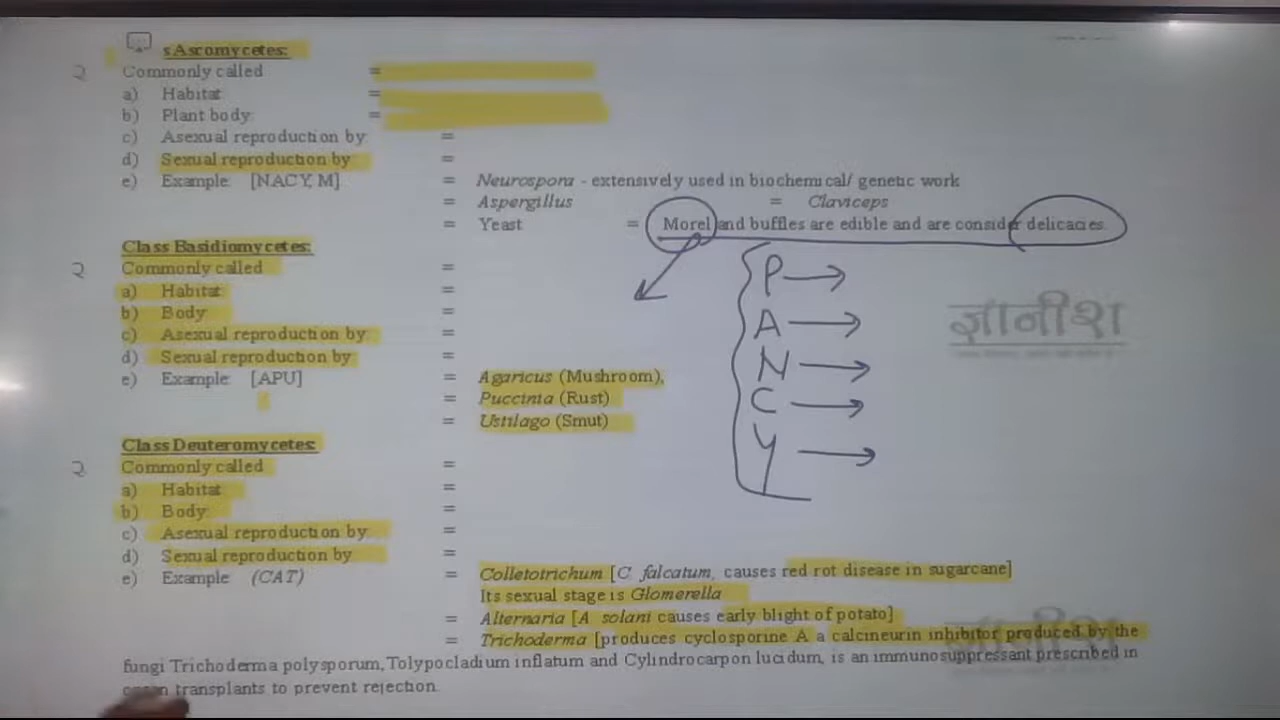 s Ascomycetes:
Q Commonly called =
a) Habitat =
b) Plant body: =
c) Asexual reproduction by: =
d) Sexual reproduction by: =
e) Example: [NACY, M] = Neurospora - extensively used in biochemical/ genetic work
= Aspergillus = Claviceps
= Yeast = Morel and buffles are edible and are consider delicacies.
Class Basidiomycetes:
Q Commonly called =
a) Habitat =
b) Body: =
c) Asexual reproduction by: =
d) Sexual reproduction by: =
e) Example: [APU] = Agaricus (Mushroom),
= Puccinia (Rust)
= Ustilago (Smut)
P →
A →
N →
C →
Y →
ज्ञानीश
Class Deuteromycetes:
Q Commonly called =
a) Habitat =
b) Body: =
c) Asexual reproduction by: =
d) Sexual reproduction by: =
e) Example: (CAT) = Colletotrichum [C. falcatum, causes red rot disease in sugarcane]
Its sexual stage is Glomerella
= Alternaria [A solani causes early blight of potato]
= Trichoderma [produces cyclosporine A a calcineurin inhibitor produced by the
fungi Trichoderma polysporum, Tolypocladium inflatum and Cylindrocarpon lucidum, is an immunosuppressant prescribed in
transplants to prevent rejection.
ज्ञानीश